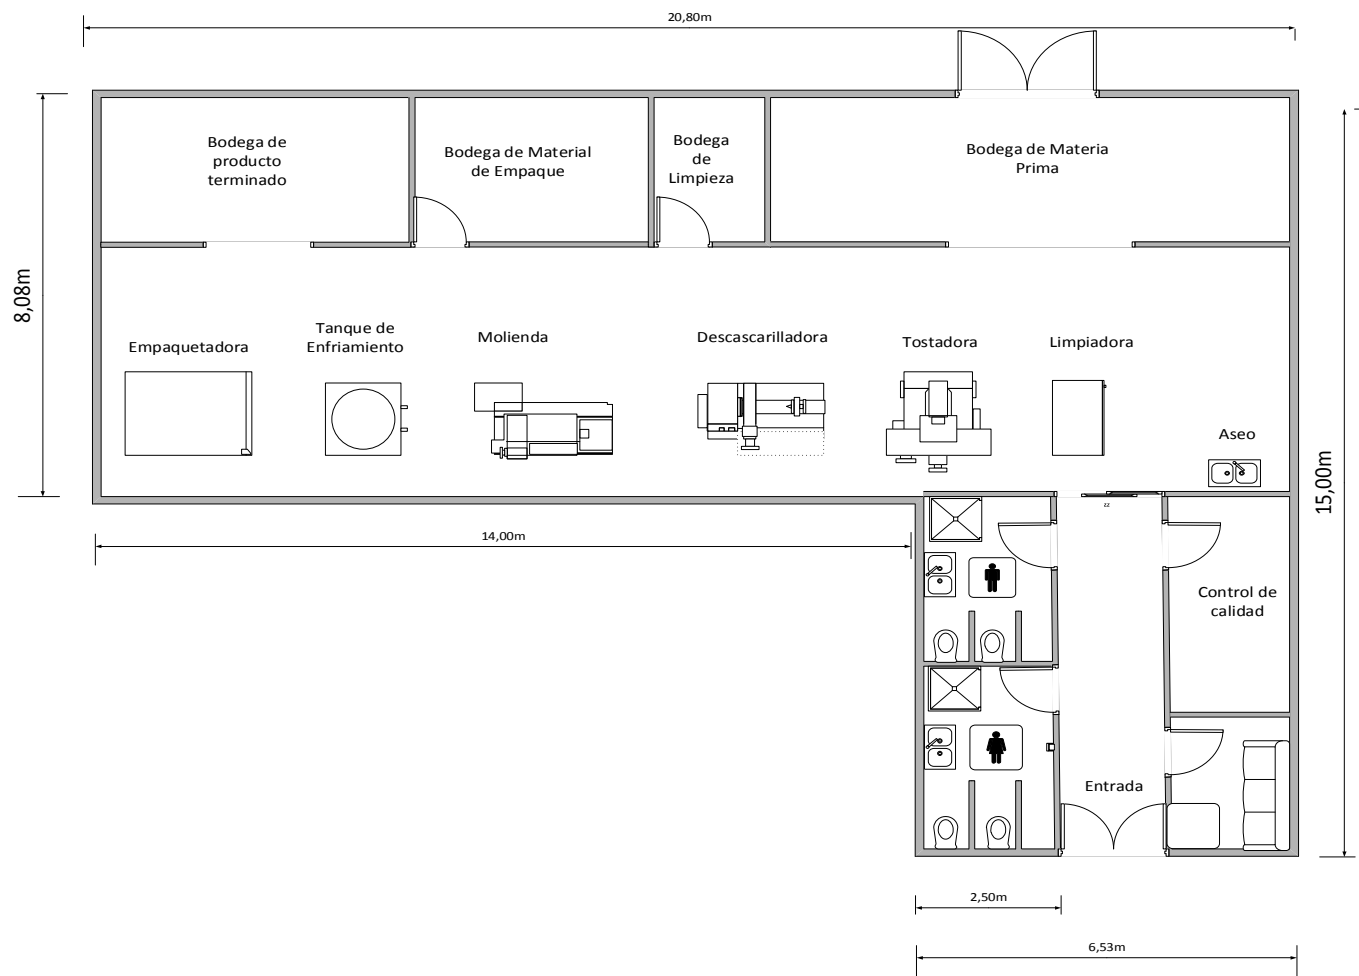 20,80m
Bodega de
producto
terminado
Bodega de Material
de Empaque
Bodega
de
Limpieza
Bodega de Materia
Prima
8,08m
Empaquetadora
Tanque de
Enfriamiento
Molienda
Descascarilladora
Tostadora
Limpiadora
Aseo
15,00m
14,00m
Control de
calidad
Entrada
2,50m
6,53m